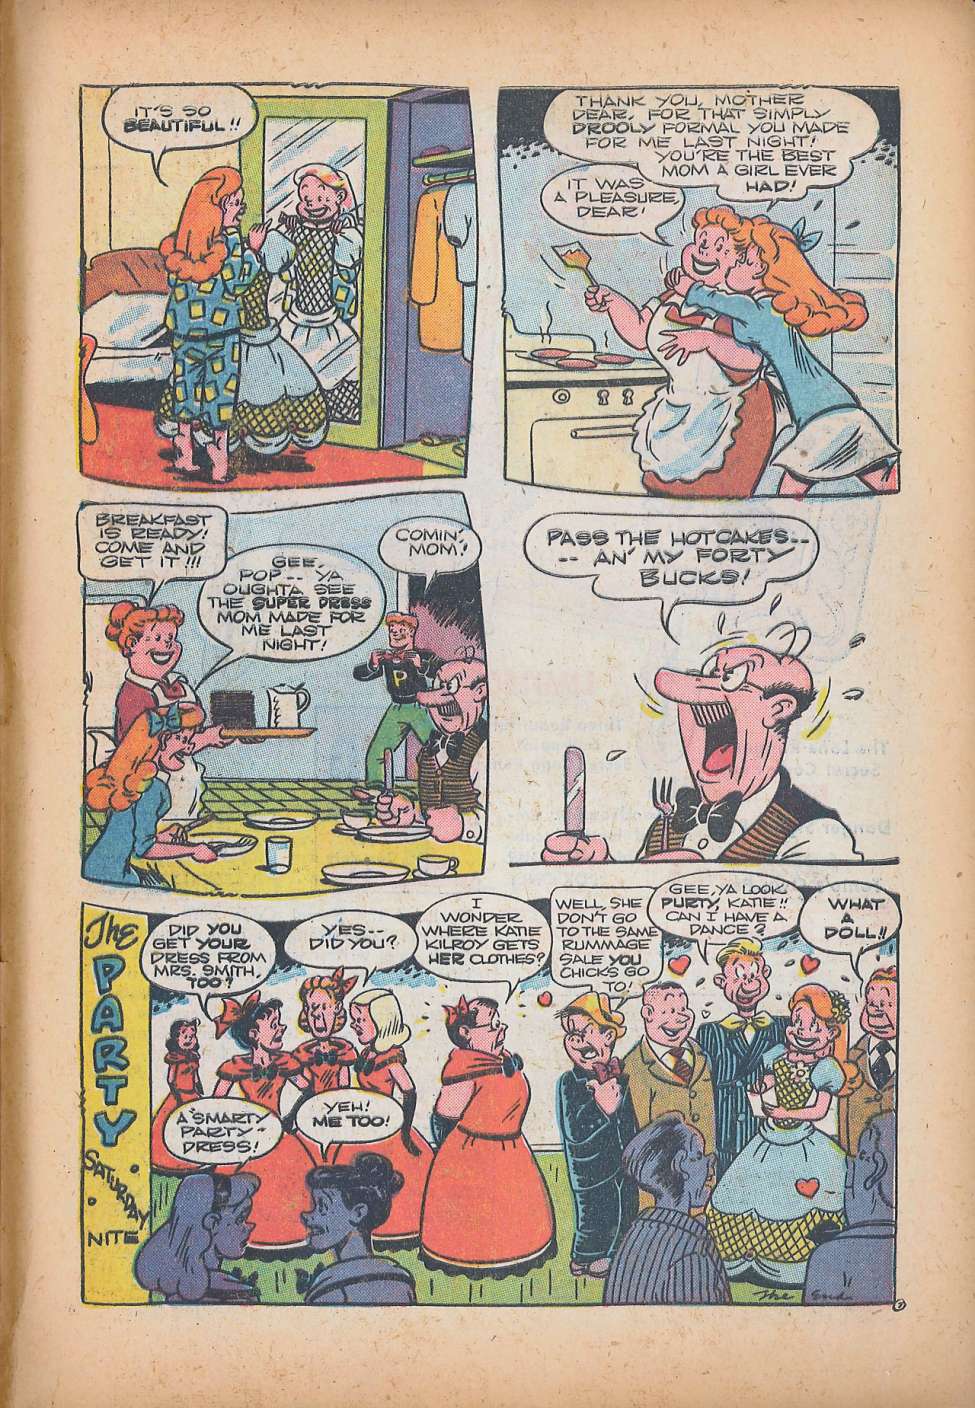 IT'S SO
BEAUTIFUL!!
THANK YOU, MOTHER
DEAR, FOR THAT SIMPLY
DROOLY FORMAL YOU MADE
FOR ME LAST NIGHT!
YOU'RE THE BEST
MOM A GIRL EVER
HAD!
IT WAS
A PLEASURE,
DEAR!
BREAKFAST
IS READY!
COME AND
GET IT!!!
GEE,
POP-- YA
OUGHTA SEE
THE SUPER DRESS
MOM MADE FOR
ME LAST
NIGHT!
COMIN',
MOM!
P
PASS THE HOTCAKES--
-- AN' MY FORTY
BUCKS!
The
PARTY
SATURDAY
NITE
DID YOU
GET YOUR
DRESS FROM
MRS. SMITH,
TOO?
YES--
DID YOU?
I
WONDER
WHERE KATIE
KILROY GETS
HER CLOTHES?
WELL, SHE
DON'T GO
TO THE SAME
RUMMAGE
SALE YOU
CHICKS GO
TO!
GEE, YA LOOK
PURTY, KATIE!!
CAN I HAVE A
DANCE?
WHAT
A
DOLL!!
A "SMARTY
PARTY"
DRESS!
YEH!
ME TOO!
The End
7